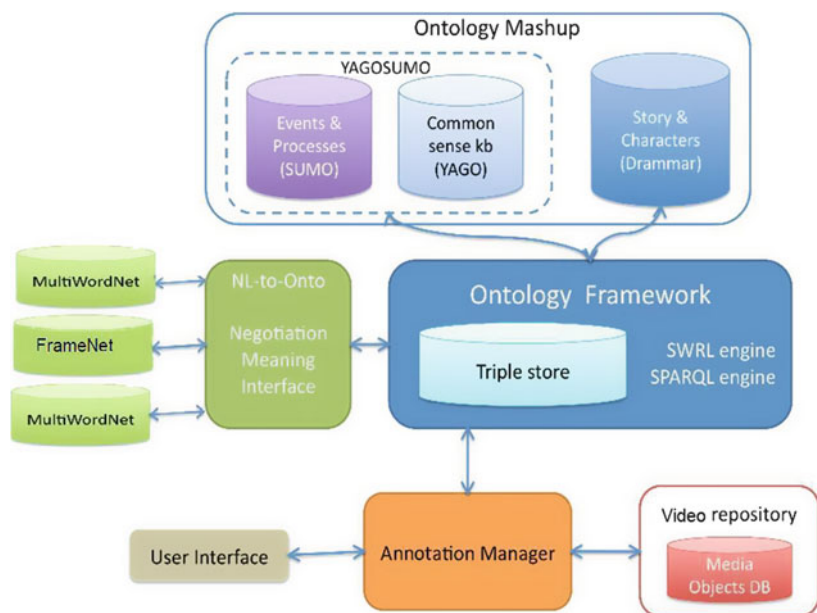 Ontology Mashup
YAGOSUMO
Events &
Processes
(SUMO)
Common
sense kb
(YAGO)
Story &
Characters
(Drammar)
MultiWordNet
FrameNet
MultiWordNet
NL-to-Onto
Negotiation
Meaning
Interface
Ontology Framework
Triple store
SWRL engine
SPARQL engine
User Interface
Annotation Manager
Video repository
Media
Objects DB